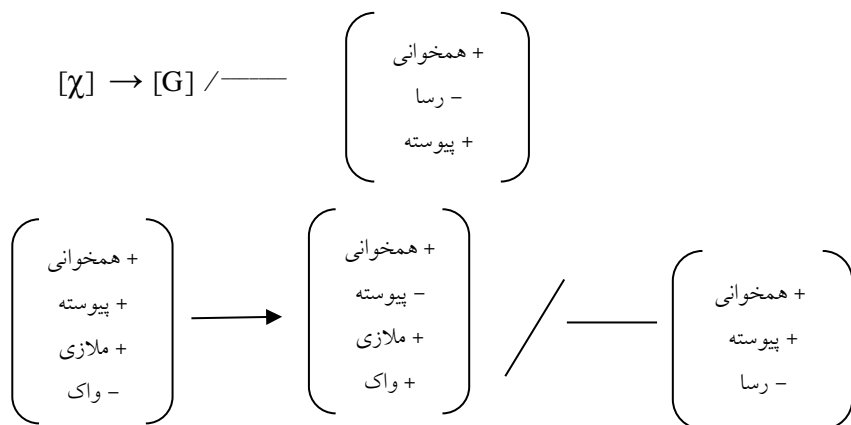 [χ] → [G] / ——
+ همخوانی
– رسا
+ پیوسته
+ همخوانی
+ پیوسته
+ ملازی
– واک
+ همخوانی
– پیوسته
+ ملازی
+ واک
+ همخوانی
+ پیوسته
– رسا